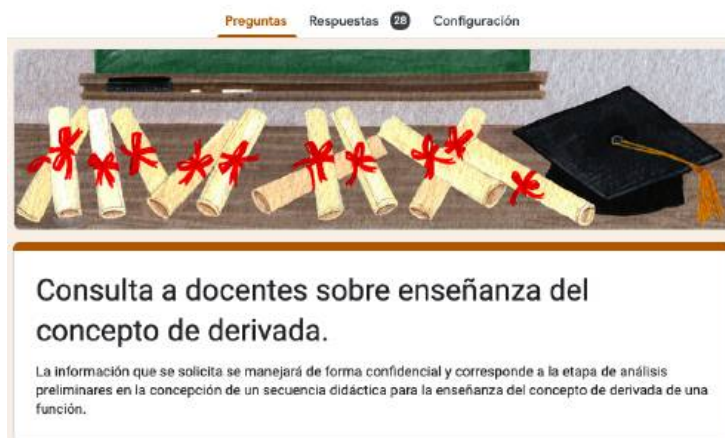 Preguntas Respuestas 28 Configuración
Consulta a docentes sobre enseñanza del
concepto de derivada.
La información que se solicita se manejará de forma confidencial y corresponde a la etapa de análisis
preliminares en la concepción de un secuencia didáctica para la enseñanza del concepto de derivada de una
función.